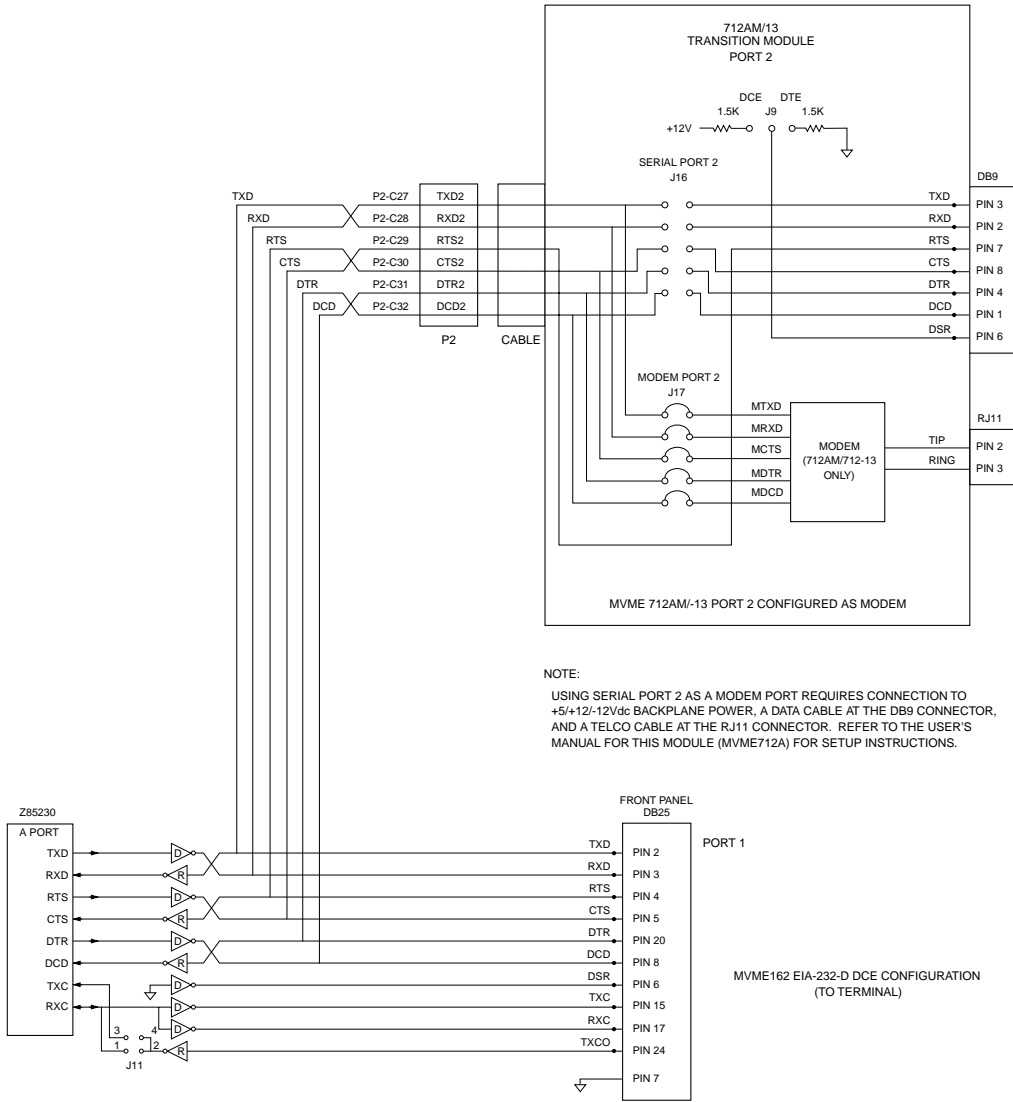 712AM/13
TRANSITION MODULE
PORT 2
DCE DTE
1.5K J9 1.5K
+12V
SERIAL PORT 2
J16
DB9
TXD P2-C27 TXD2 TXD PIN 3
RXD P2-C28 RXD2 RXD PIN 2
RTS P2-C29 RTS2 RTS PIN 7
CTS P2-C30 CTS2 CTS PIN 8
DTR P2-C31 DTR2 DTR PIN 4
DCD P2-C32 DCD2 DCD PIN 1
DSR PIN 6
P2 CABLE
MODEM PORT 2
J17
RJ11
MTXD
MRXD
MCTS
MDTR
MDCD
MODEM
(712AM/712-13
ONLY)
TIP PIN 2
RING PIN 3
MVME 712AM/-13 PORT 2 CONFIGURED AS MODEM
NOTE:
USING SERIAL PORT 2 AS A MODEM PORT REQUIRES CONNECTION TO
+5/+12/-12Vdc BACKPLANE POWER, A DATA CABLE AT THE DB9 CONNECTOR,
AND A TELCO CABLE AT THE RJ11 CONNECTOR. REFER TO THE USER'S
MANUAL FOR THIS MODULE (MVME712A) FOR SETUP INSTRUCTIONS.
Z85230
A PORT
FRONT PANEL
DB25
PORT 1
TXD D TXD PIN 2
RXD R RXD PIN 3
RTS D RTS PIN 4
CTS R CTS PIN 5
DTR D DTR PIN 20
DCD R DCD PIN 8
TXC D DSR PIN 6
RXC D TXC PIN 15
3 4 D RXC PIN 17
1 2 R TXCO PIN 24
J11
PIN 7
MVME162 EIA-232-D DCE CONFIGURATION
(TO TERMINAL)